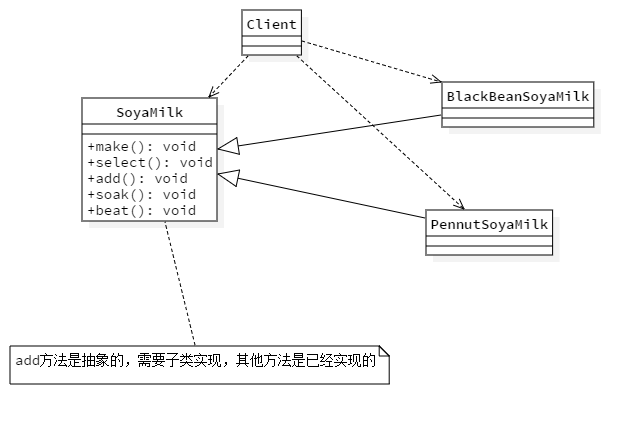 Client
SoyaMilk
+make(): void
+select(): void
+add(): void
+soak(): void
+beat(): void
BlackBeanSoyaMilk
PennutSoyaMilk
add方法是抽象的，需要子类实现，其他方法是已经实现的